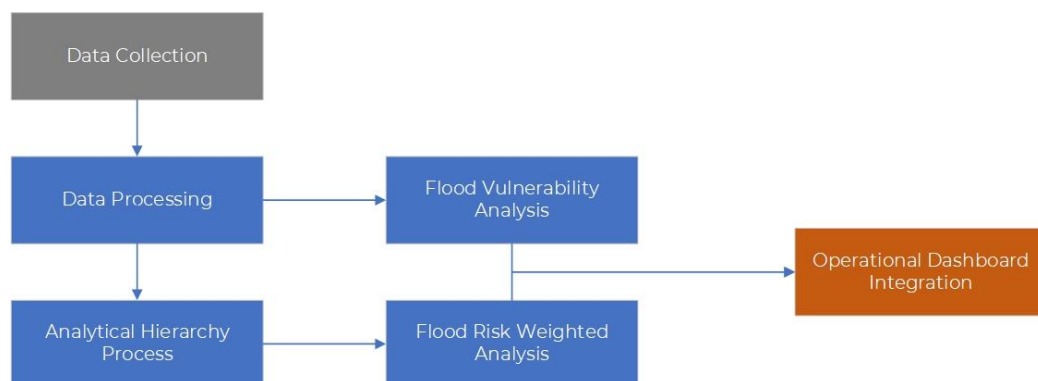 Data Collection
Data Processing
Flood Vulnerability
Analysis
Operational Dashboard
Integration
Analytical Hierarchy
Process
Flood Risk Weighted
Analysis